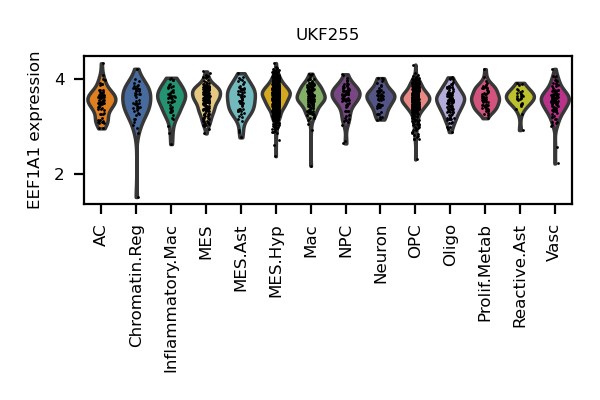 UKF255
EEF1A1 expression
4
2
AC
Chromatin.Reg
Inflammatory.Mac
MES
MES.Ast
MES.Hyp
Mac
NPC
Neuron
OPC
Oligo
Prolif.Metab
Reactive.Ast
Vasc